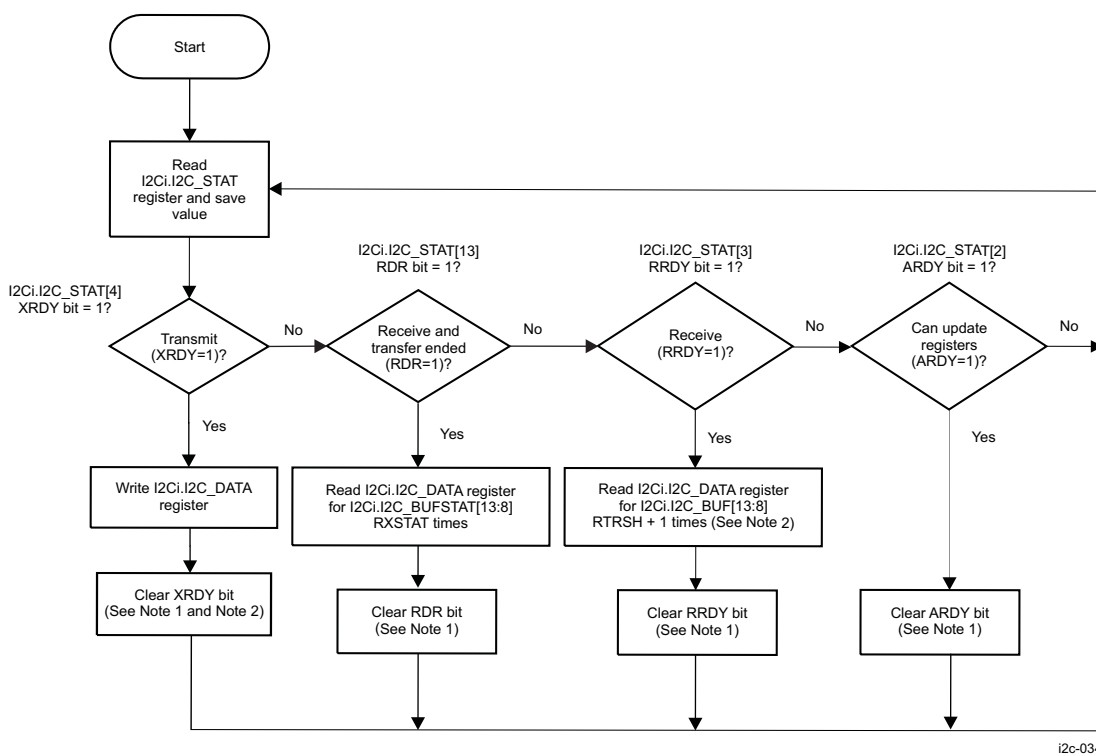 Start
Read
I2Ci.I2C_STAT
register and save
value
I2Ci.I2C_STAT[4]
XRDY bit = 1?
Transmit
(XRDY=1)?
No
I2Ci.I2C_STAT[13]
RDR bit = 1?
Receive and
transfer ended
(RDR=1)?
No
I2Ci.I2C_STAT[3]
RRDY bit = 1?
Receive
(RRDY=1)?
No
I2Ci.I2C_STAT[2]
ARDY bit = 1?
Can update
registers
(ARDY=1)?
No
Yes
Yes
Yes
Yes
Write I2Ci.I2C_DATA
register
Read I2Ci.I2C_DATA register
for I2Ci.I2C_BUFSTAT[13:8]
RXSTAT times
Read I2Ci.I2C_DATA register
for I2Ci.I2C_BUF[13:8]
RTRSH + 1 times (See Note 2)
Clear XRDY bit
(See Note 1 and Note 2)
Clear RDR bit
(See Note 1)
Clear RRDY bit
(See Note 1)
Clear ARDY bit
(See Note 1)
i2c-034